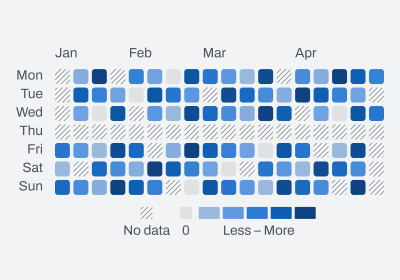 Jan Feb Mar Apr
Mon
Tue
Wed
Thu
Fri
Sat
Sun
No data 0 Less – More